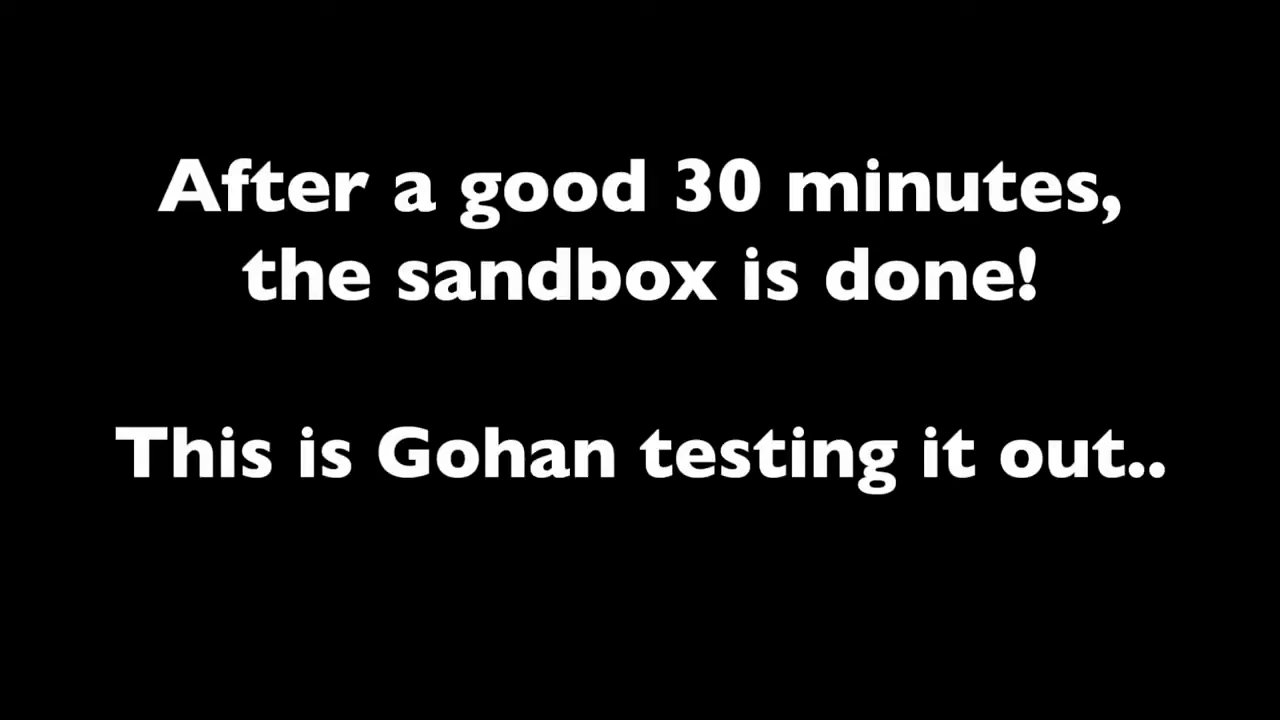 After a good 30 minutes,
the sandbox is done!
This is Gohan testing it out..